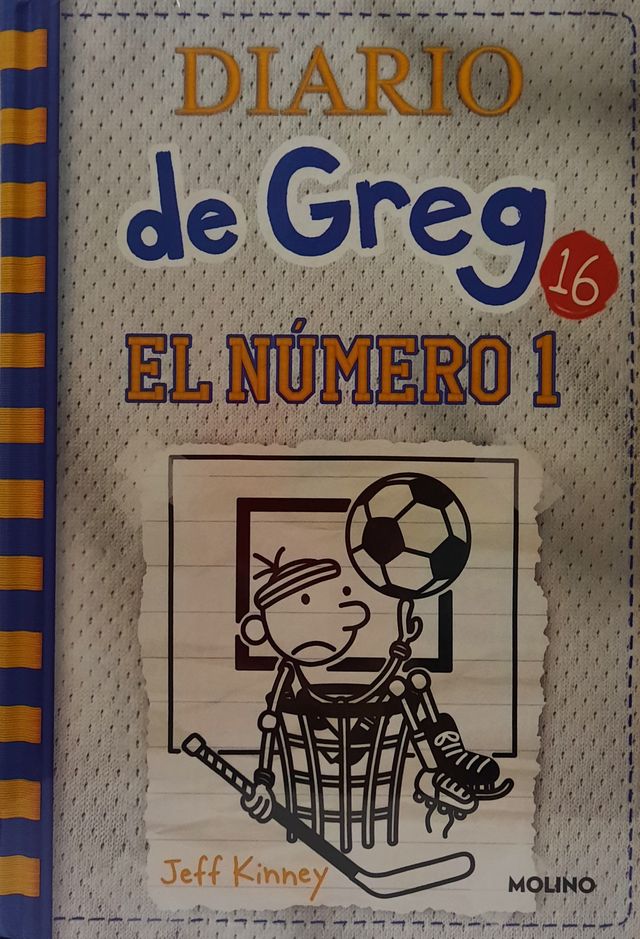 DIARIO
de Greg
16
EL NÚMERO 1
Jeff Kinney
MOLINO